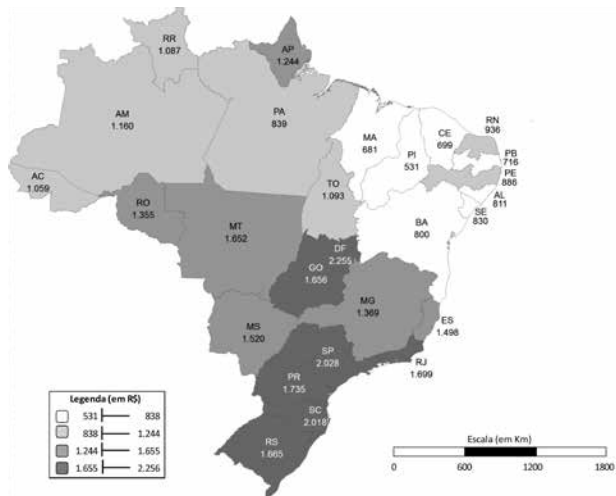 RR
1.087
AP
1.244
AM
1.160
PA
839
MA
681
CE
699
RN
936
PI
531
PB
716
PE
886
AL
811
SE
830
AC
1.059
RO
1.355
TO
1.093
MT
1.652
BA
800
DF
2.255
GO
1.656
MG
1.369
ES
1.498
MS
1.520
SP
2.028
RJ
1.699
PR
1.735
SC
2.018
RS
1.665
Legenda (em R$)
531 838
838 1.244
1.244 1.655
1.655 2.256
Escala (em Km)
0 600 1200 1800